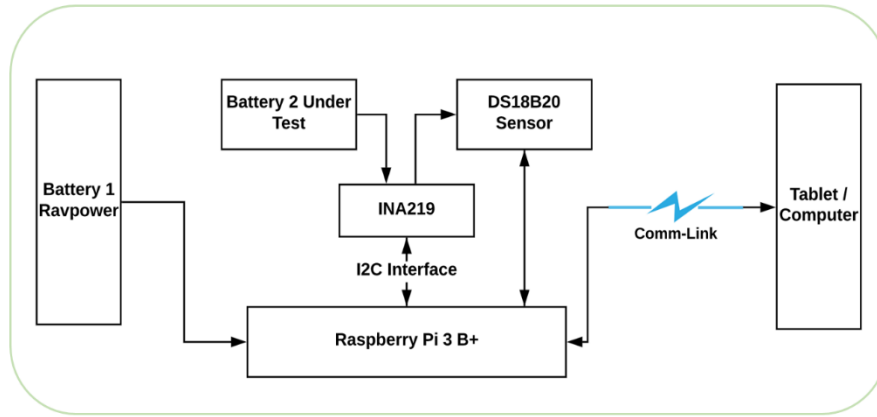 Battery 1
Ravpower
Battery 2 Under
Test
DS18B20
Sensor
INA219
I2C Interface
Raspberry Pi 3 B+
Comm-Link
Tablet /
Computer